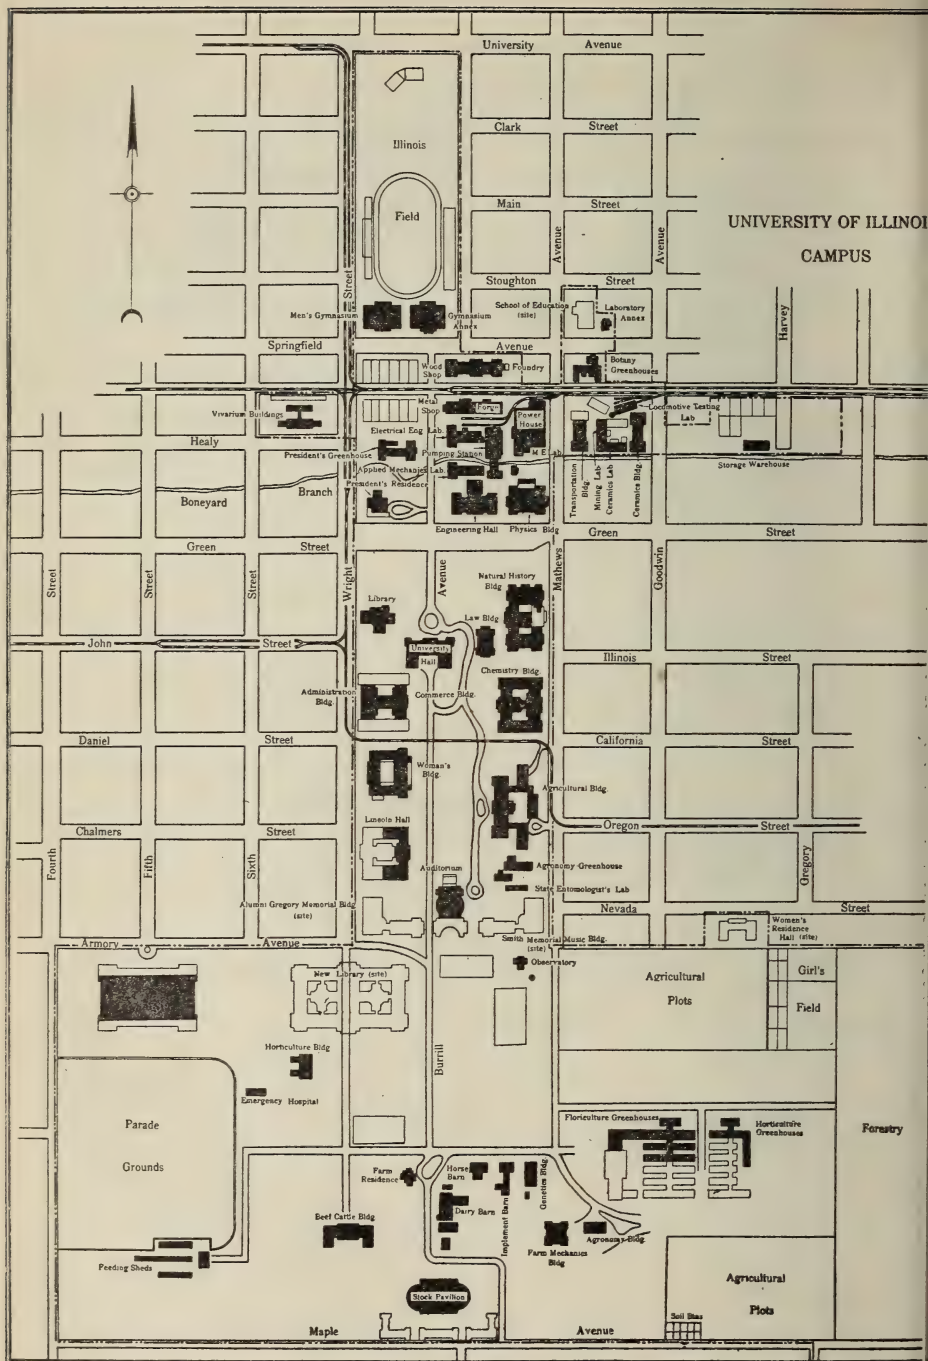 University Avenue
Clark Street
Illinois
Main Street
Field
UNIVERSITY OF ILLINOI
CAMPUS
Avenue
Avenue
Street
Stoughton Street
School of Education
(site)
Laboratory
Annex
Men's Gymnasium
Gymnasium
Annex
Harvey
Springfield Avenue
Wood
Shop
Foundry
Botany
Greenhouses
Metal
Shop
Forge
Power
House
Locomotive Testing
Lab
Vivarium Buildings
Electrical Eng Lab.
Healy
Pumping Station
M E Lab.
President's Greenhouse
Storage Warehouse
Applied Mechanics Lab.
President's Residence
Transportation
Bldg
Mining Lab
Ceramics Lab
Ceramics Bldg.
Boneyard Branch
Engineering Hall
Physics Bldg
Green Street
Green Street
Street
Street
Street
Wright
Avenue
Mathews
Goodwin
Natural History
Bldg
Library
Law Bldg
John Street
University
Hall
Illinois Street
Chemistry Bldg.
Administration
Bldg.
Commerce Bldg.
Daniel Street
California Street
Woman's
Bldg.
Agricultural Bldg.
Lincoln Hall
Oregon Street
Chalmers Street
Fourth
Fifth
Sixth
Gregory
Auditorium
Agronomy Greenhouse
State Entomologist's Lab
Alumni Gregory Memorial Bldg
(site)
Nevada Street
Women's
Residence
Hall (site)
Armory Avenue
Smith Memorial Music Bldg.
(site)
Observatory
New Library (site)
Agricultural
Plots
Girl's
Field
Horticulture Bldg
Burrill
Emergency Hospital
Parade
Grounds
Floriculture Greenhouses
Horticulture
Greenhouses
Forestry
Farm
Residence
Horse
Barn
Implement Barn
Genetics Bldg.
Dairy Barn
Beef Cattle Bldg
Farm Mechanics
Bldg
Agronomy Bldg.
Feeding Sheds
Agricultural
Plots
Stock Pavilion
Soil Bins
Maple Avenue